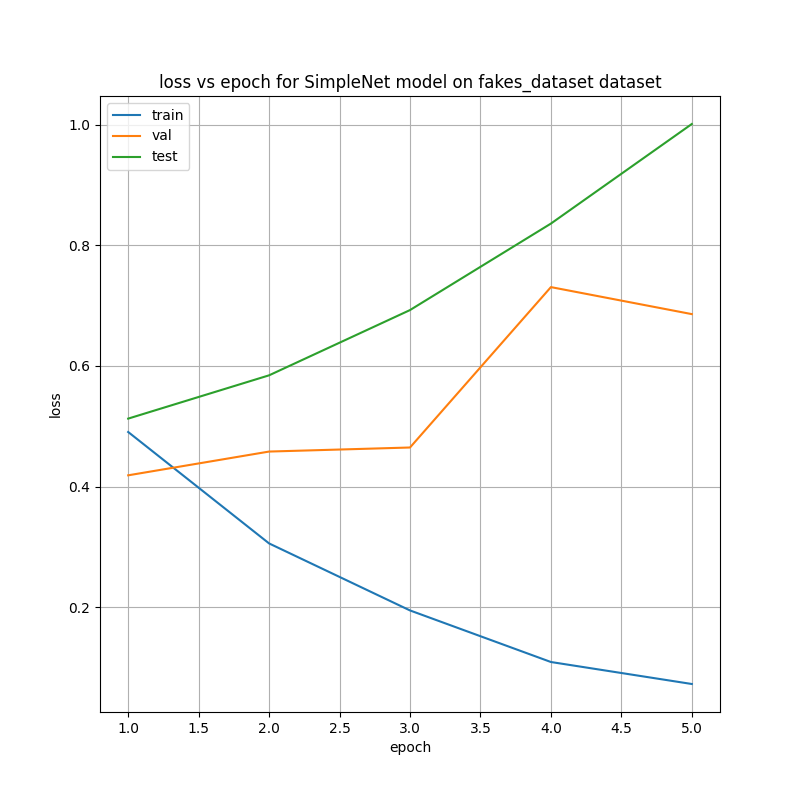 loss vs epoch for SimpleNet model on fakes_dataset dataset
train
val
test
1.0
0.8
0.6
0.4
0.2
loss
1.0 1.5 2.0 2.5 3.0 3.5 4.0 4.5 5.0
epoch